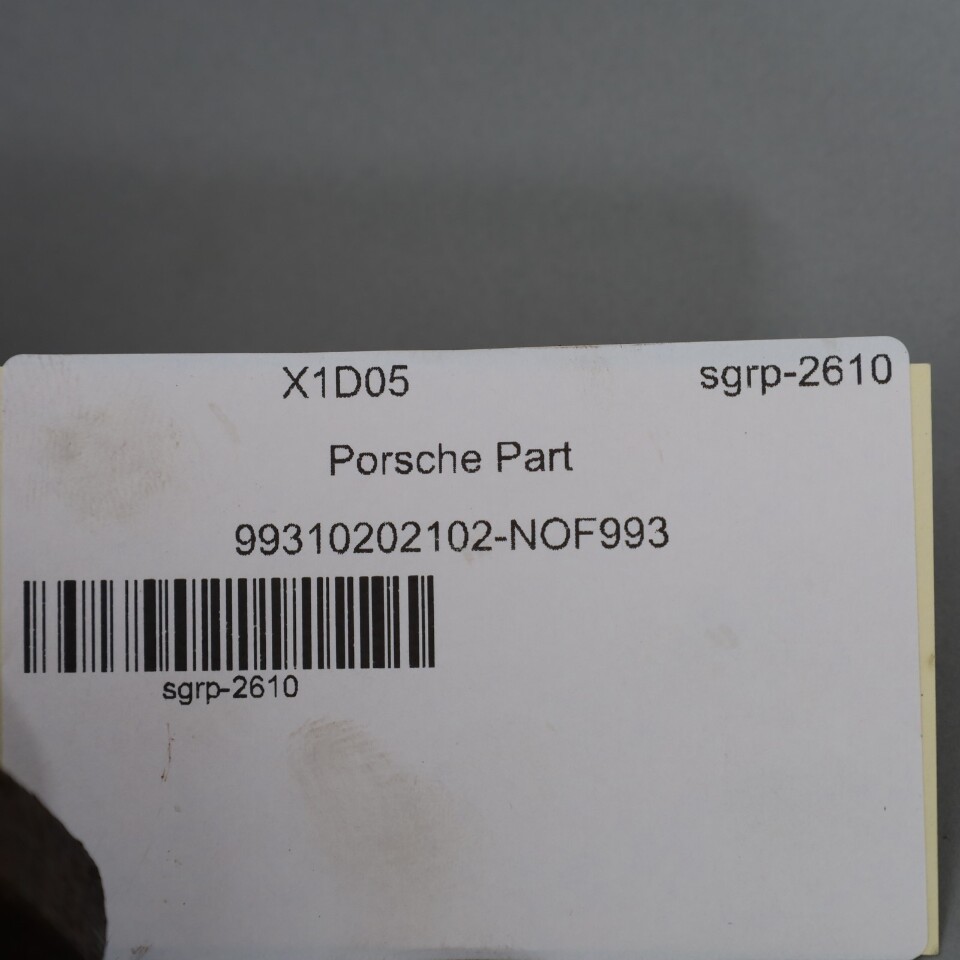 X1D05 sgrp-2610
Porsche Part
99310202102-NOF993
sgrp-2610